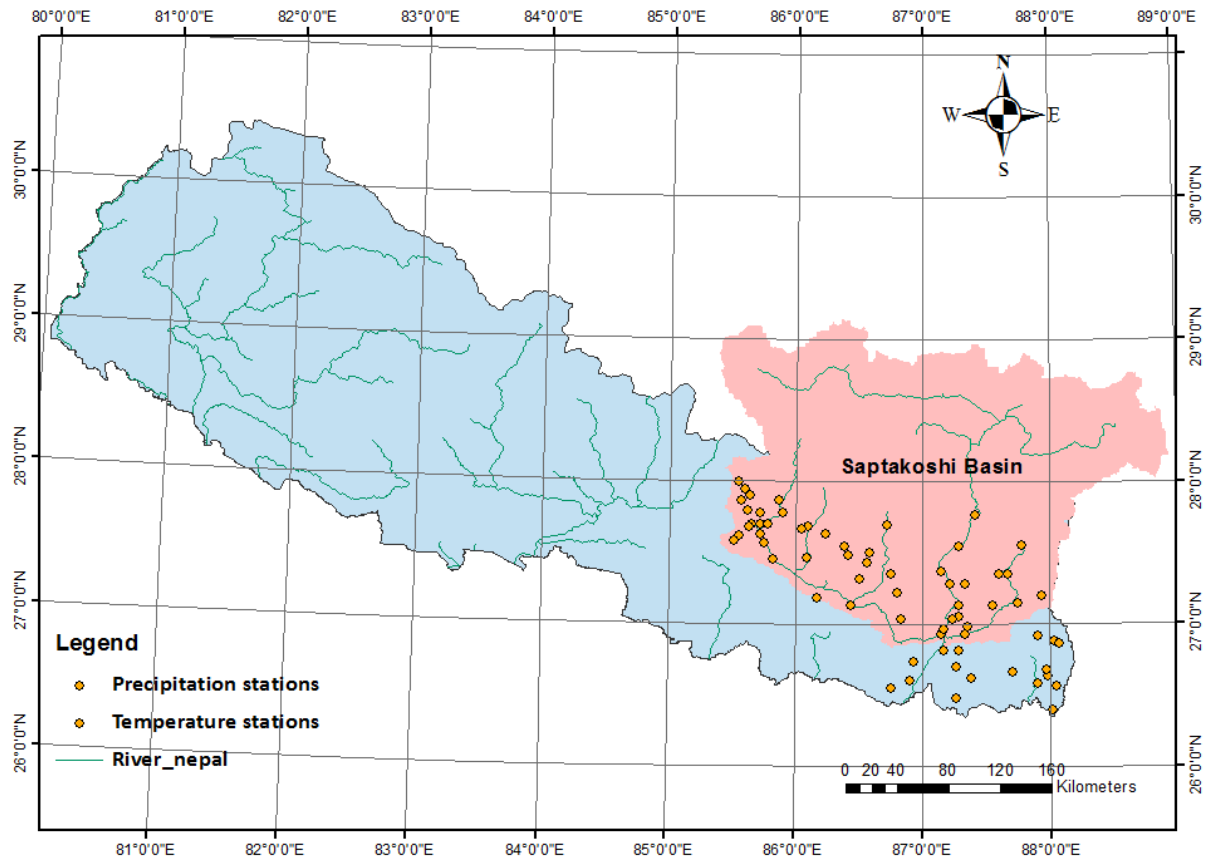 80°0'0"E 81°0'0"E 82°0'0"E 83°0'0"E 84°0'0"E 85°0'0"E 86°0'0"E 87°0'0"E 88°0'0"E 89°0'0"E
N
W E
S
30°0'0"N 30°0'0"N
29°0'0"N 29°0'0"N
Saptakoshi Basin
28°0'0"N 28°0'0"N
27°0'0"N 27°0'0"N
Legend
Precipitation stations
Temperature stations
River_nepal
26°0'0"N 26°0'0"N
0 20 40 80 120 160
Kilometers
81°0'0"E 82°0'0"E 83°0'0"E 84°0'0"E 85°0'0"E 86°0'0"E 87°0'0"E 88°0'0"E